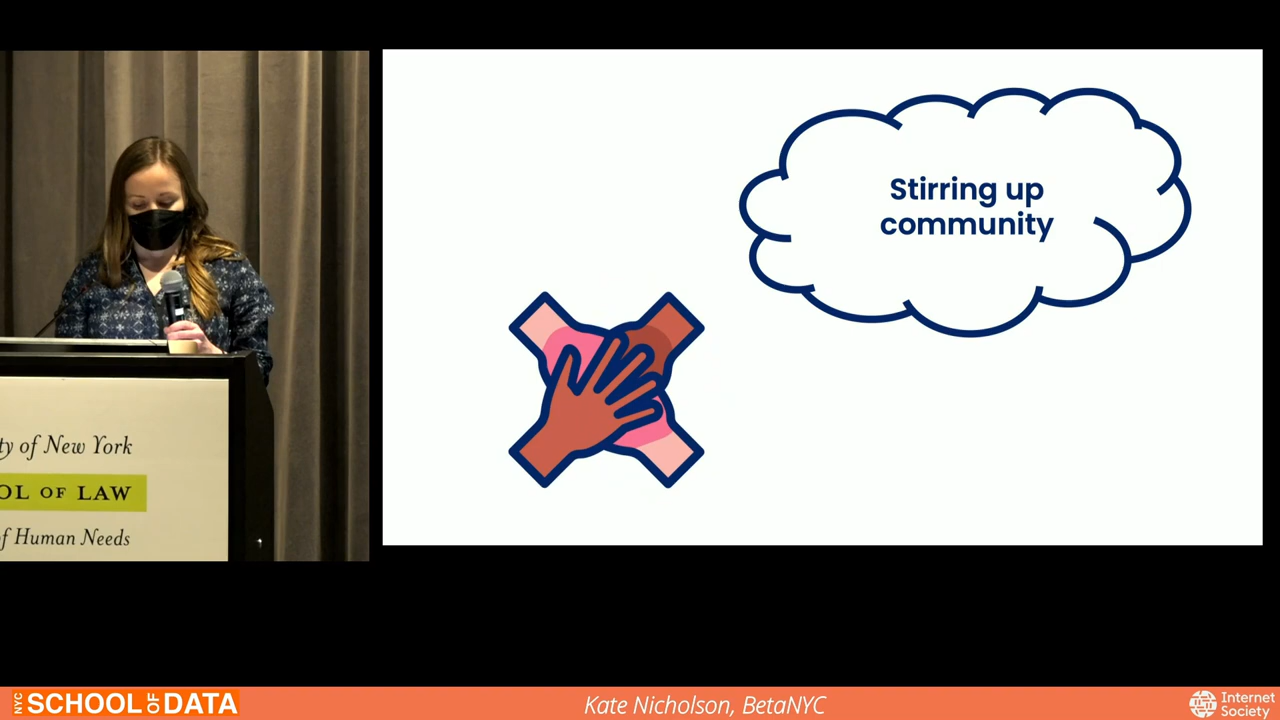 Stirring up
community
ty of New York
OL OF LAW
of Human Needs
NYC SCHOOL OF DATA
Kate Nicholson, BetaNYC
Internet
Society